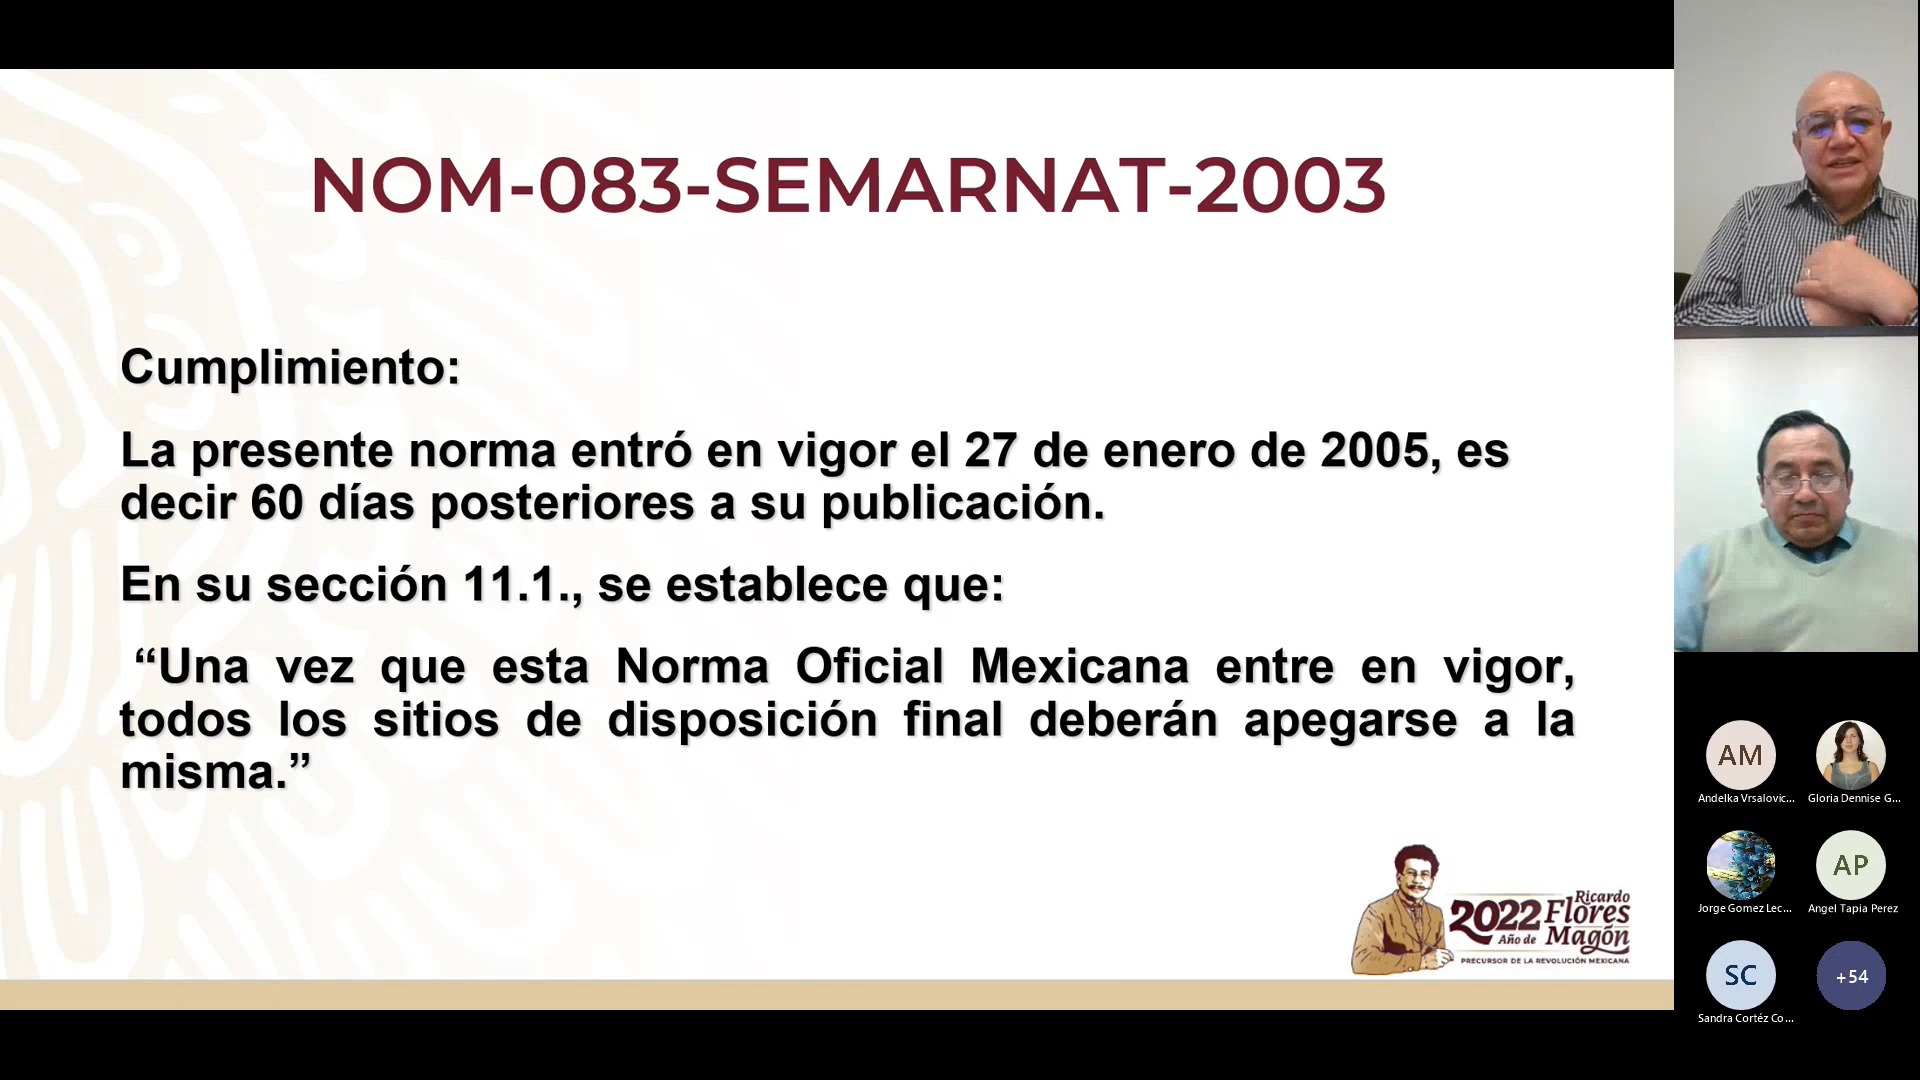 NOM-083-SEMARNAT-2003
Cumplimiento:
La presente norma entró en vigor el 27 de enero de 2005, es
decir 60 días posteriores a su publicación.
En su sección 11.1., se establece que:
“Una vez que esta Norma Oficial Mexicana entre en vigor,
todos los sitios de disposición final deberán apegarse a la
misma.”
2022 Ricardo
Flores
Año de Magón
PRECURSOR DE LA REVOLUCIÓN MEXICANA
AM
Andelka Vrsalovic...
Gloria Dennise G...
Jorge Gomez Lec...
AP
Angel Tapia Perez
SC
Sandra Cortéz Co...
+54